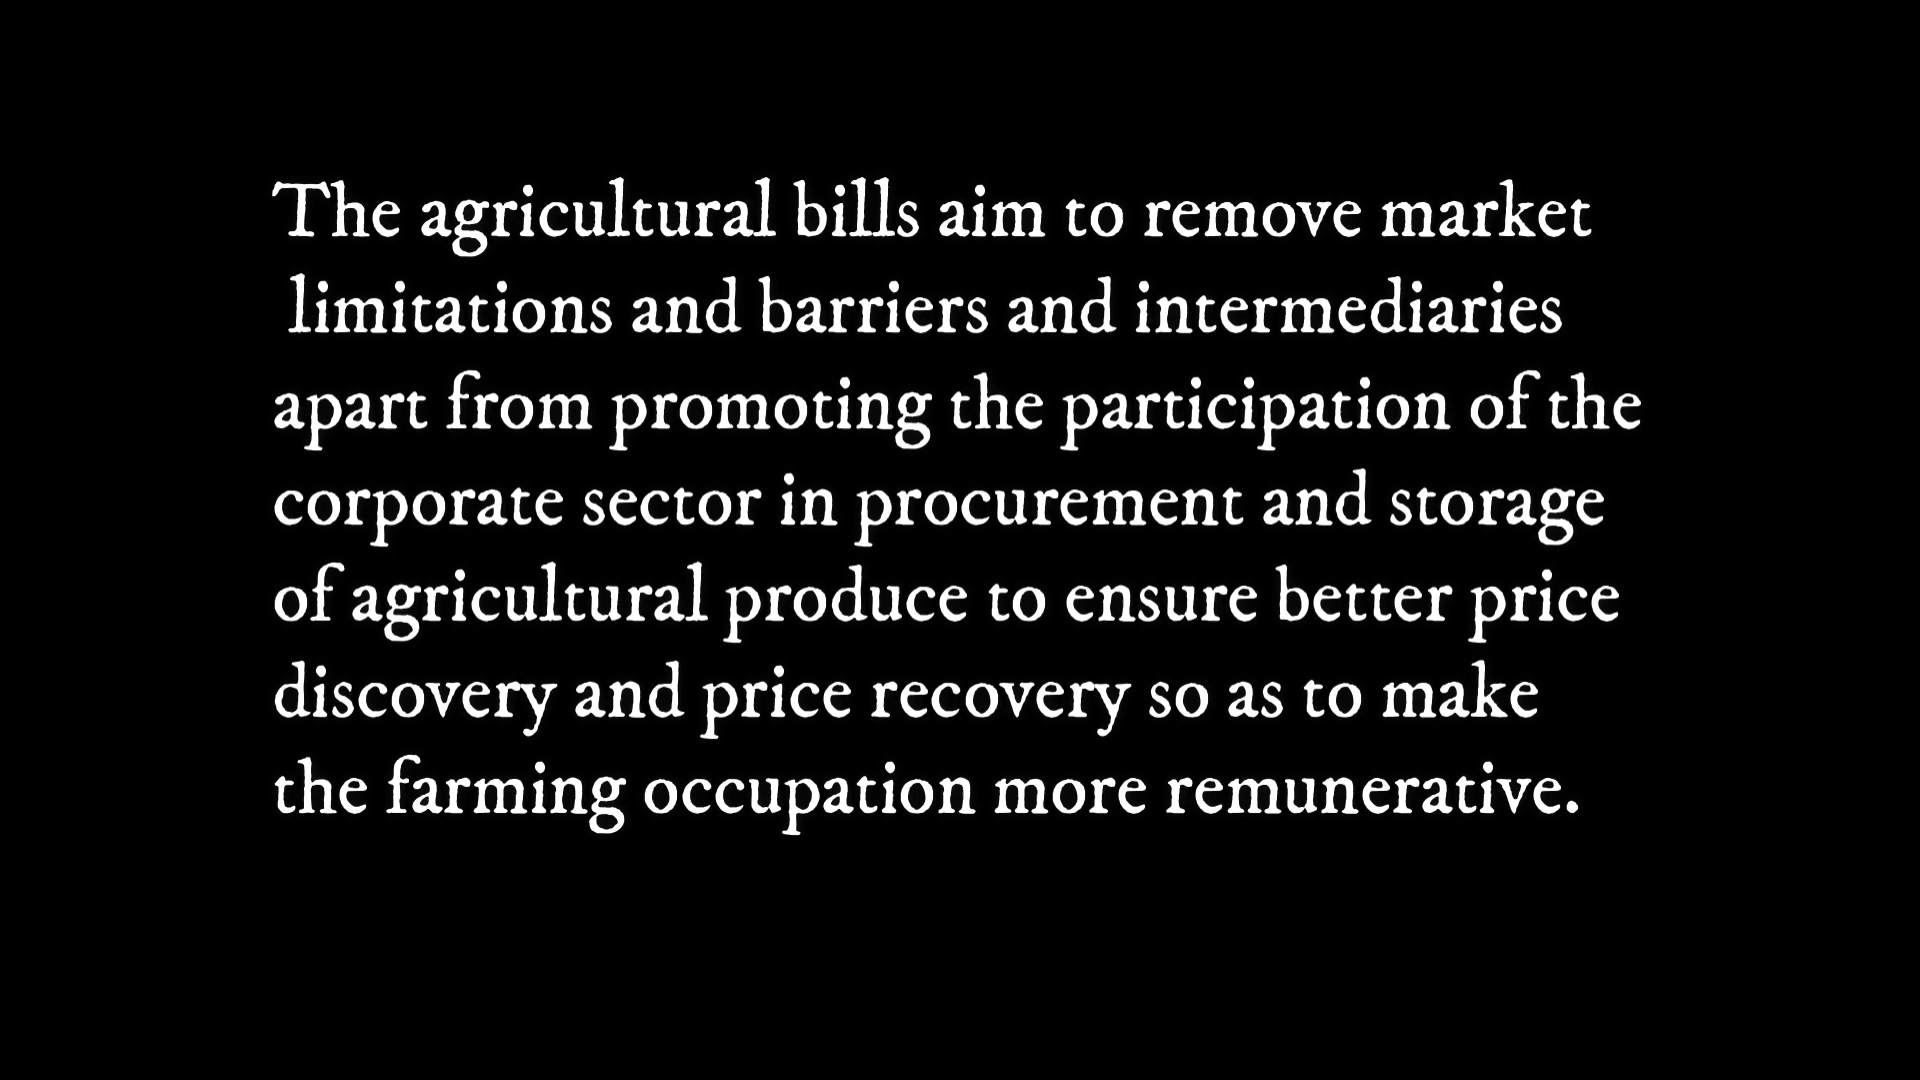 The agricultural bills aim to remove market
limitations and barriers and intermediaries
apart from promoting the participation of the
corporate sector in procurement and storage
of agricultural produce to ensure better price
discovery and price recovery so as to make
the farming occupation more remunerative.